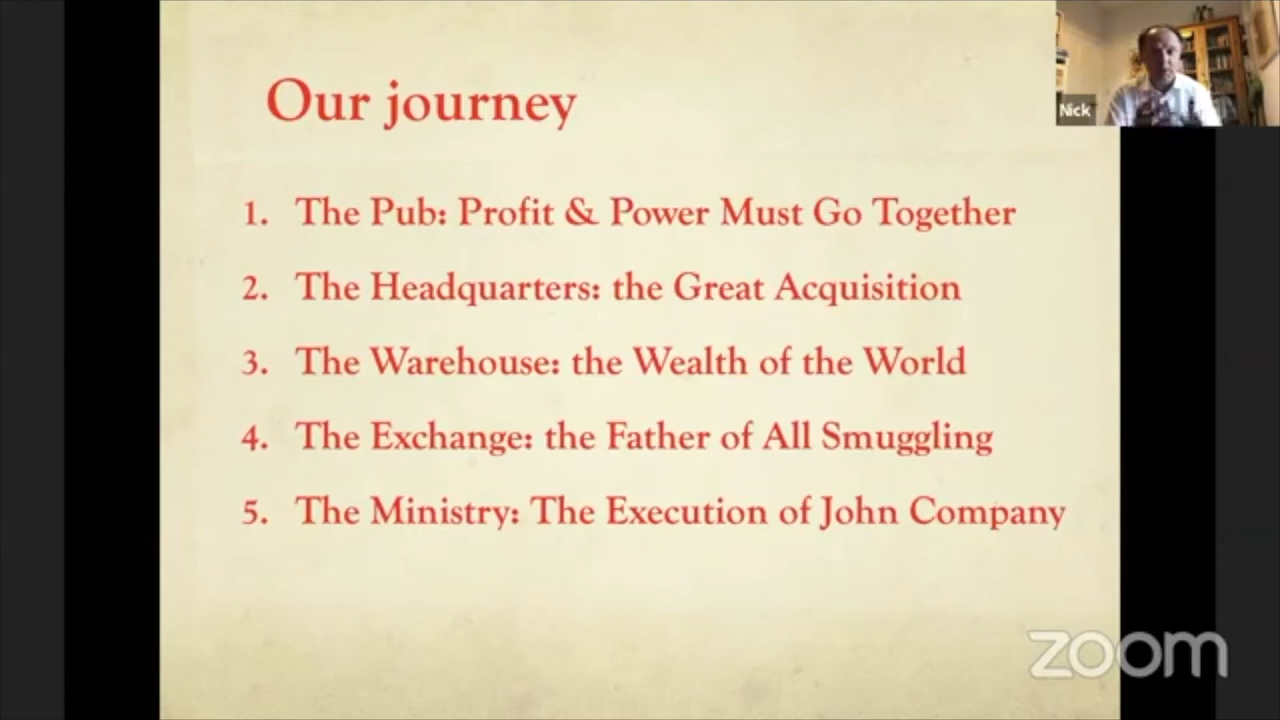 Our journey
Nick
1. The Pub: Profit & Power Must Go Together
2. The Headquarters: the Great Acquisition
3. The Warehouse: the Wealth of the World
4. The Exchange: the Father of All Smuggling
5. The Ministry: The Execution of John Company
zoom